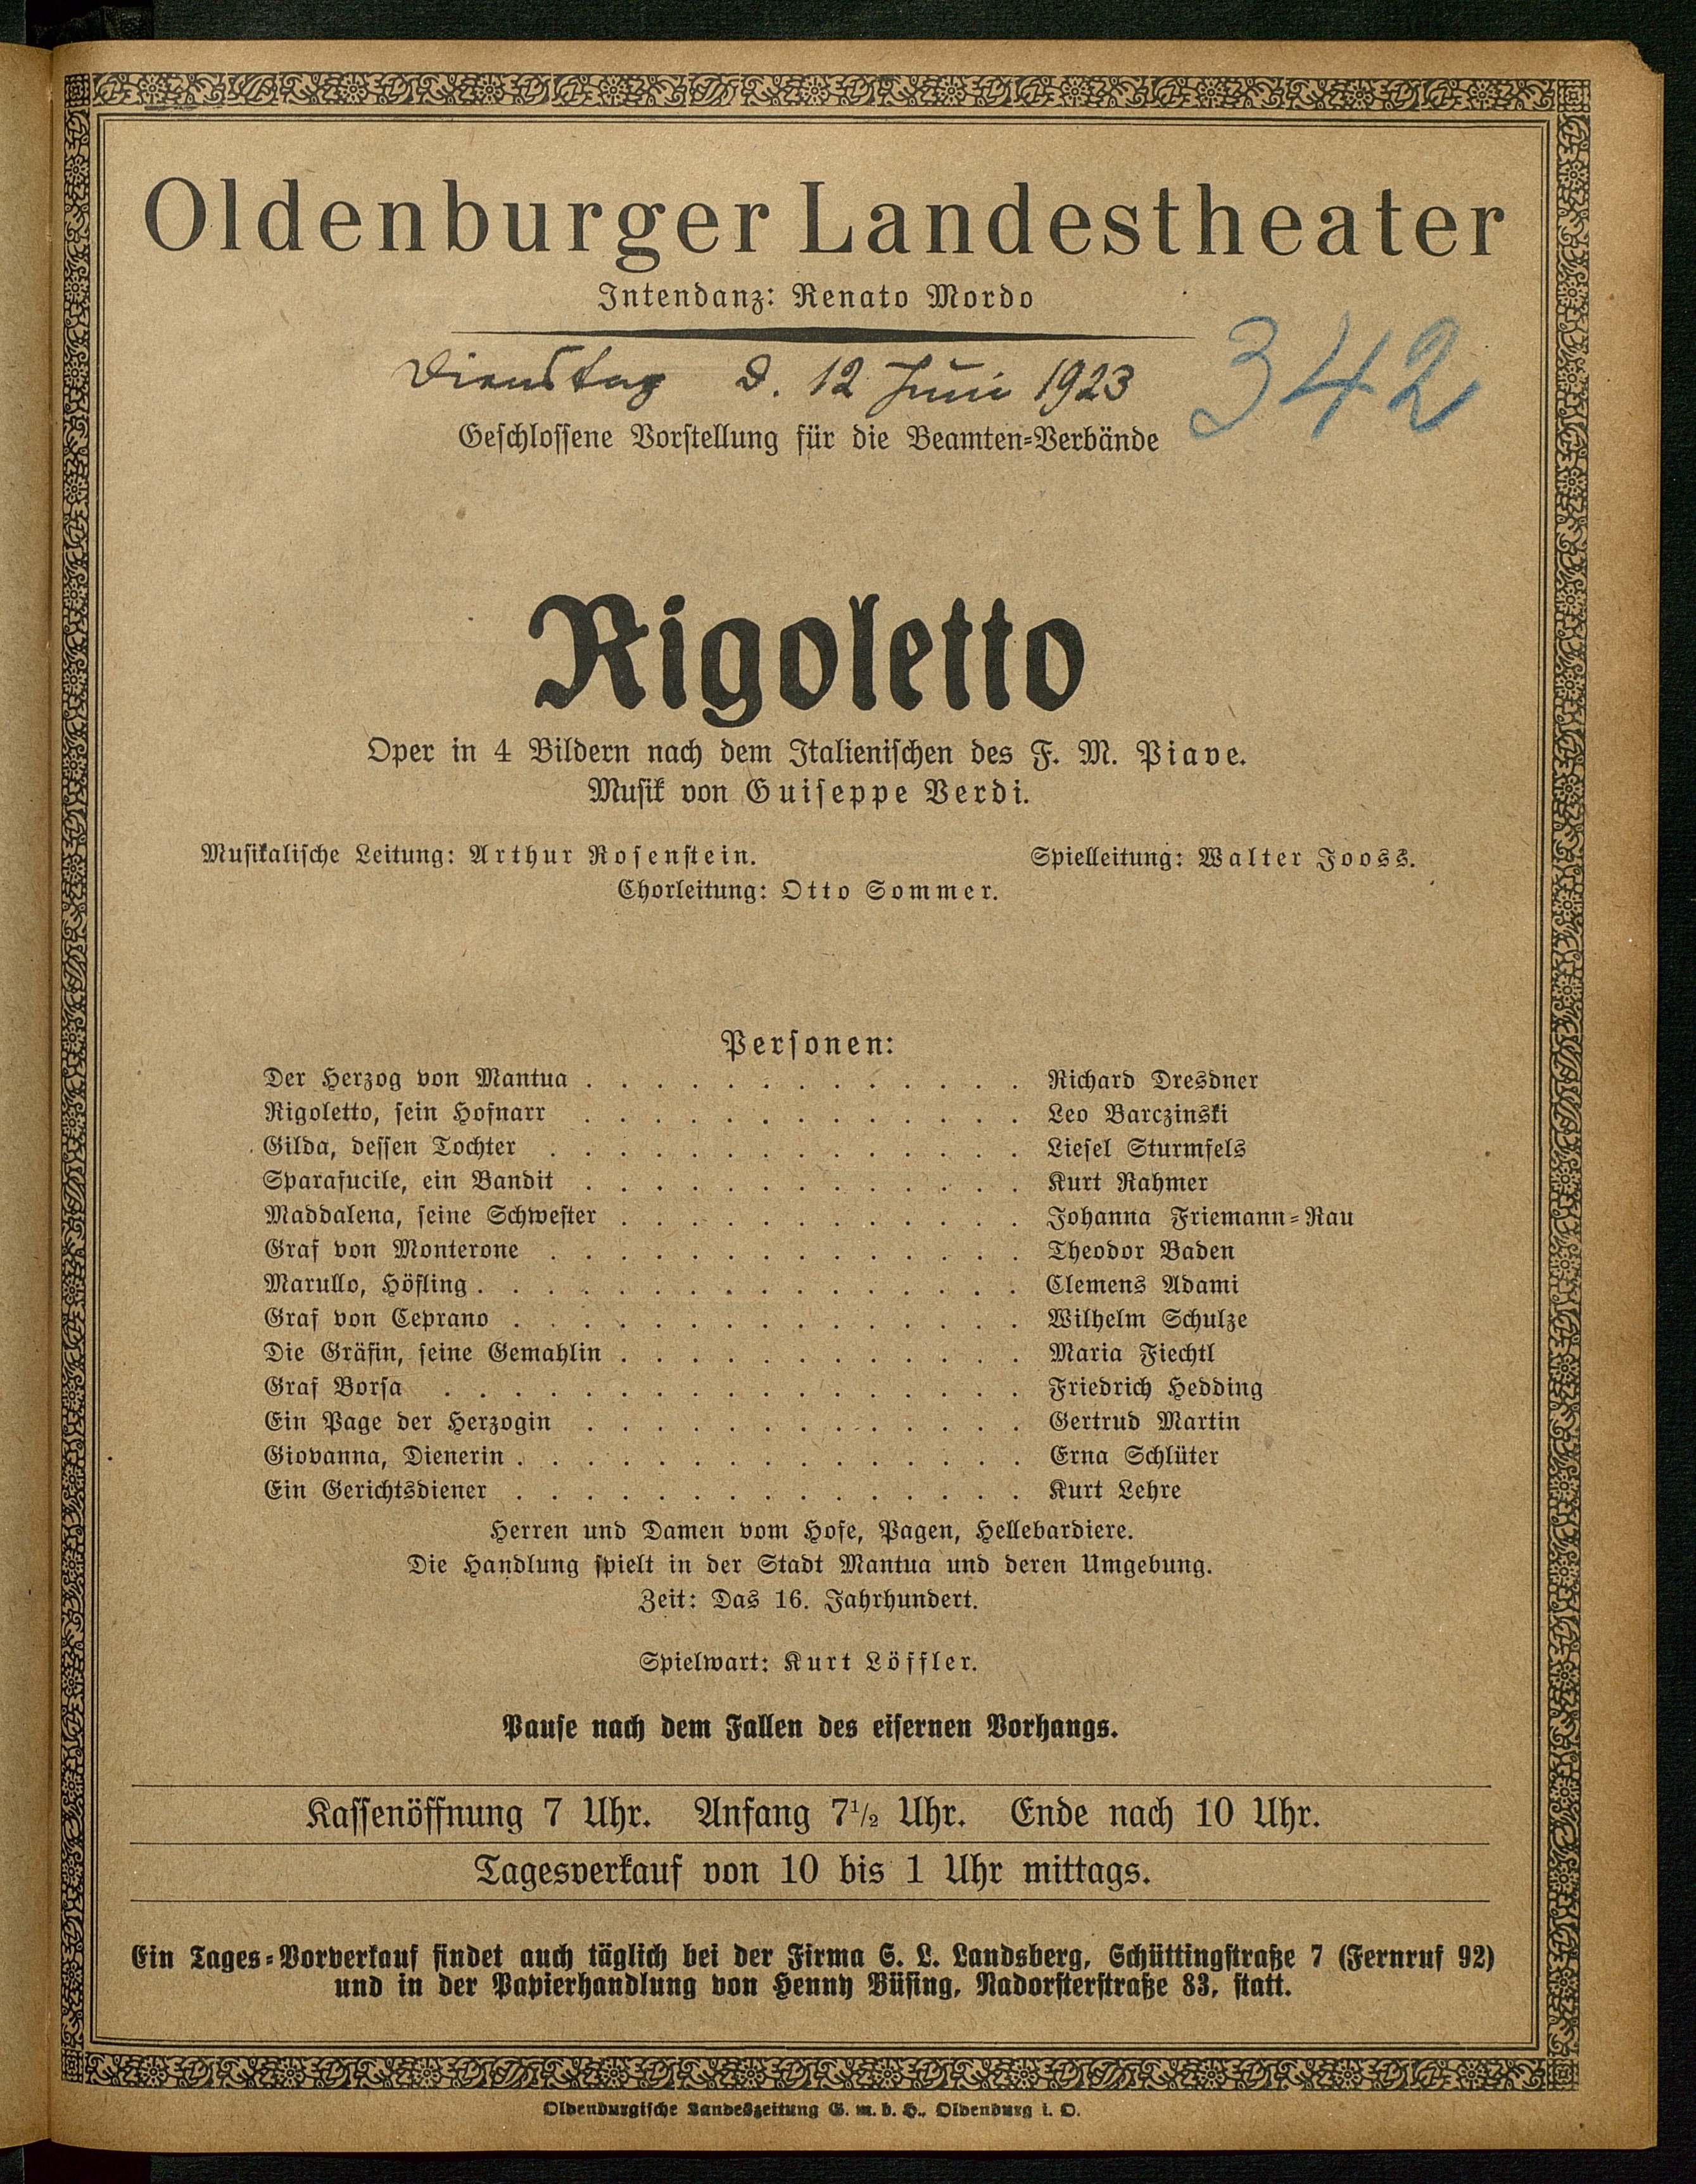 Oldenburger Landestheater
Intendanz: Renato Mordo
Dienstag d. 12 Juni 1923
342
Geschlossene Vorstellung für die Beamten-Verbände
Rigoletto
Oper in 4 Bildern nach dem Italienischen des F. M. Piave.
Musik von Guiseppe Verdi.
Musikalische Leitung: Arthur Rosenstein. Spielleitung: Walter Jooss.
Chorleitung: Otto Sommer.
Personen:
Der Herzog von Mantua . . . . . . . . . . . . . Richard Dresdner
Rigoletto, sein Hofnarr . . . . . . . . . . . . . Leo Barczinski
Gilda, dessen Tochter . . . . . . . . . . . . . . Liesel Sturmfels
Sparafucile, ein Bandit . . . . . . . . . . . . . Kurt Rahmer
Maddalena, seine Schwester . . . . . . . . . . . . Johanna Friemann-Rau
Graf von Monterone . . . . . . . . . . . . . . Theodor Baden
Marullo, Höfling . . . . . . . . . . . . . . . . Clemens Adami
Graf von Ceprano . . . . . . . . . . . . . . . Wilhelm Schulze
Die Gräfin, seine Gemahlin . . . . . . . . . . . . Maria Fiechtl
Graf Borsa . . . . . . . . . . . . . . . . . Friedrich Hedding
Ein Page der Herzogin . . . . . . . . . . . . . Gertrud Martin
Giovanna, Dienerin . . . . . . . . . . . . . . . Erna Schlüter
Ein Gerichtsdiener . . . . . . . . . . . . . . . Kurt Lehre
Herren und Damen vom Hofe, Pagen, Hellebardiere.
Die Handlung spielt in der Stadt Mantua und deren Umgebung.
Zeit: Das 16. Jahrhundert.
Spielwart: Kurt Löffler.
Pause nach dem Fallen des eisernen Vorhangs.
Kassenöffnung 7 Uhr. Anfang 7½ Uhr. Ende nach 10 Uhr.
Tagesverkauf von 10 bis 1 Uhr mittags.
Ein Tages-Vorverkauf findet auch täglich bei der Firma S. L. Landsberg, Schüttingstraße 7 (Fernruf 92)
und in der Papierhandlung von Henny Büsing, Nadorsterstraße 83, statt.
Oldenburgische Landeszeitung G. m. b. H., Oldenburg i. O.